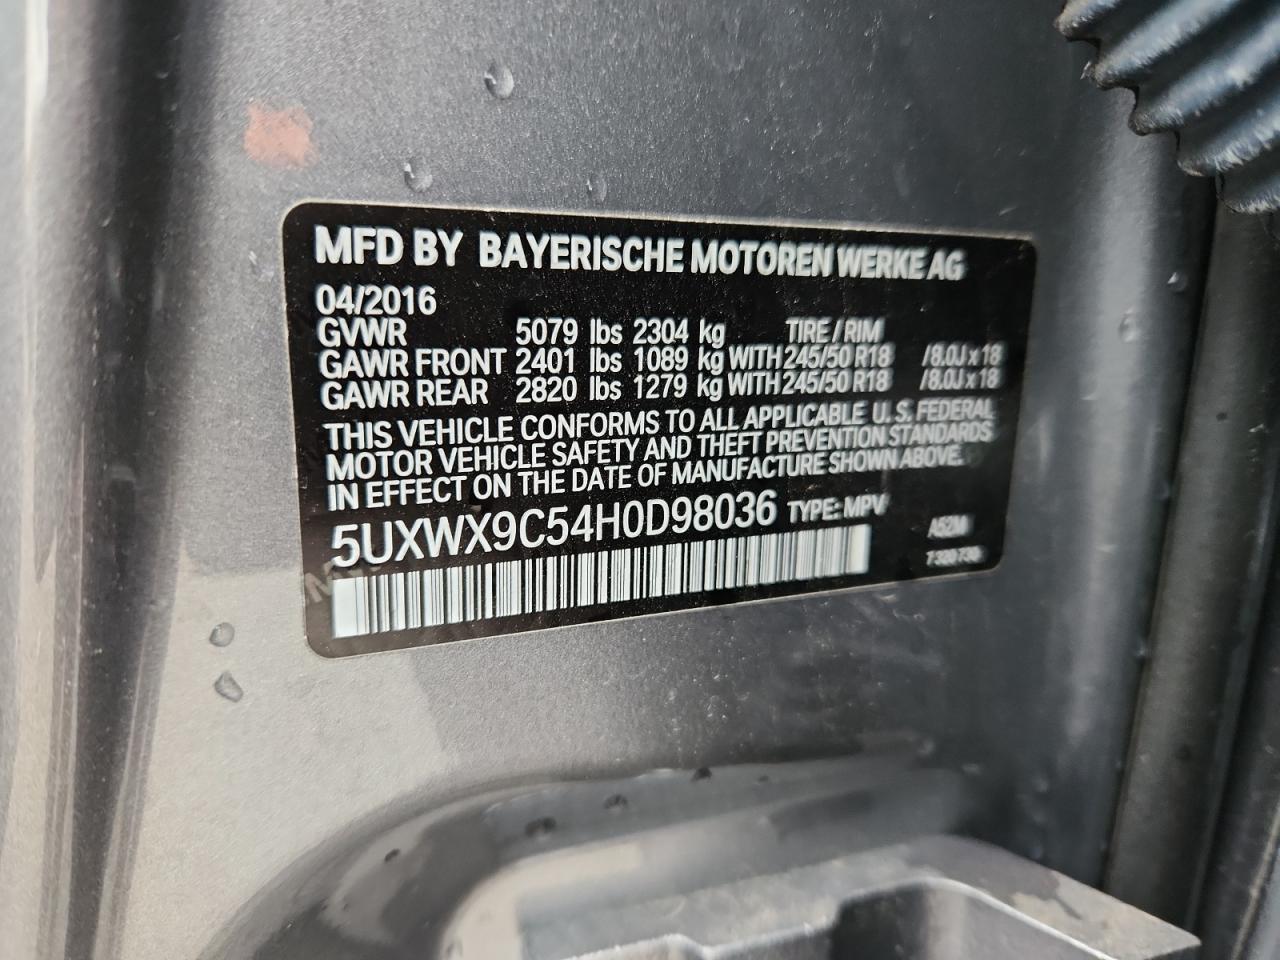 MFD BY BAYERISCHE MOTOREN WERKE AG
04/2016
GVWR 5079 lbs 2304 kg TIRE / RIM
GAWR FRONT 2401 lbs 1089 kg WITH 245/50 R18 / 8.0J x 18
GAWR REAR 2820 lbs 1279 kg WITH 245/50 R18 / 8.0J x 18
THIS VEHICLE CONFORMS TO ALL APPLICABLE U. S. FEDERAL
MOTOR VEHICLE SAFETY AND THEFT PREVENTION STANDARDS
IN EFFECT ON THE DATE OF MANUFACTURE SHOWN ABOVE.
5UXWX9C54H0D98036 TYPE: MPV
A52M